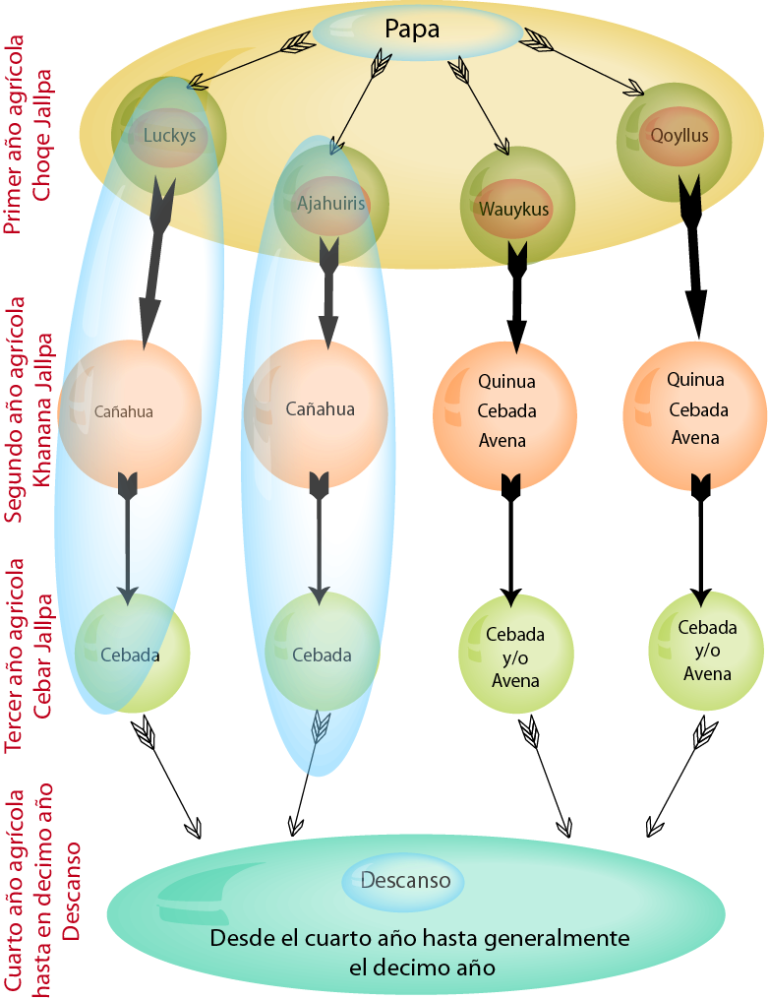 Papa
Primer año agrícola
Choqe Jallpa
Luckys
Ajahuiris
Wauykus
Qoyllus
Segundo año agrícola
Khanana Jallpa
Cañahua
Cañahua
Quinua
Cebada
Avena
Quinua
Cebada
Avena
Tercer año agricola
Cebar Jallpa
Cebada
Cebada
Cebada
y/o
Avena
Cebada
y/o
Avena
Cuarto año agrícola
hasta en decimo año
Descanso
Descanso
Desde el cuarto año hasta generalmente
el decimo año